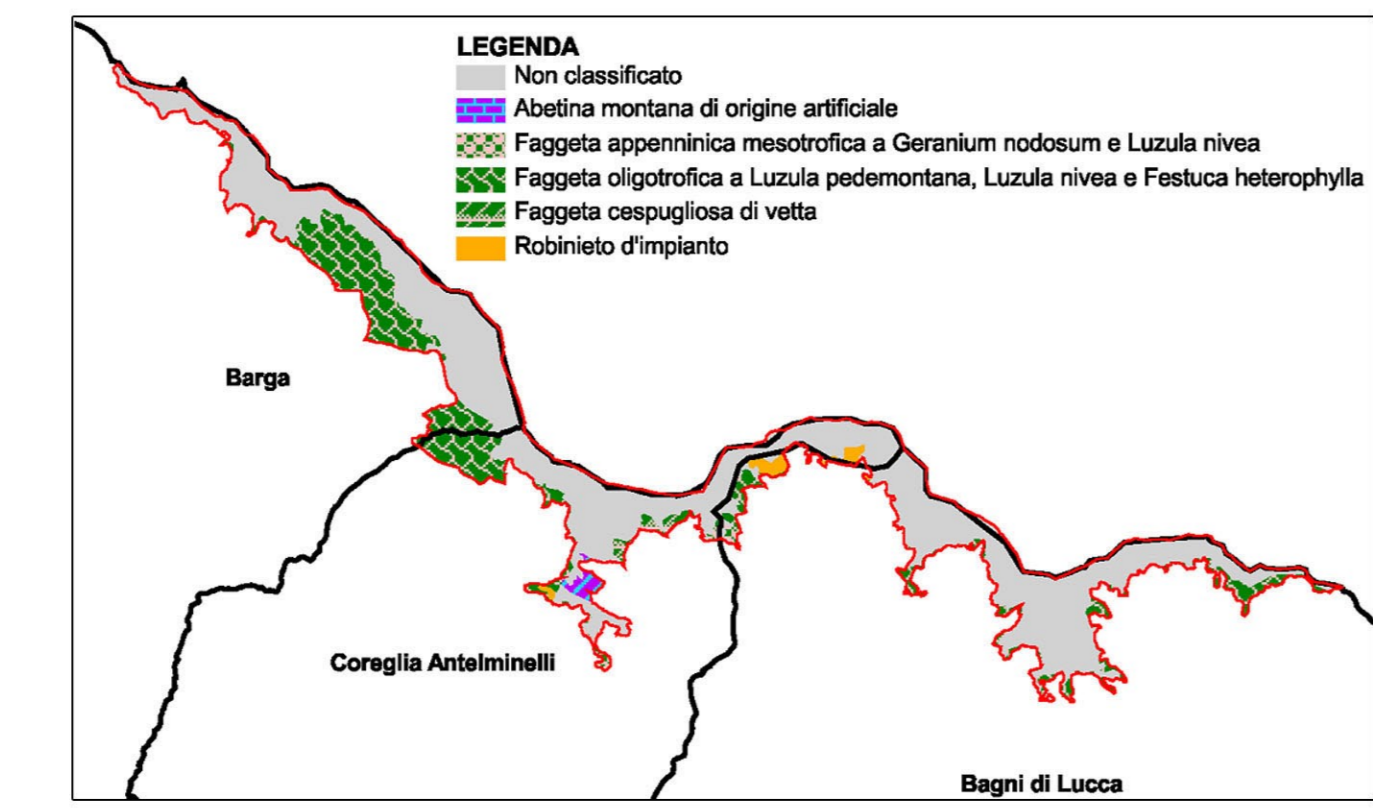 LEGENDA
Non classificato
Abetina montana di origine artificiale
Faggeta appenninica mesotrofica a Geranium nodosum e Luzula nivea
Faggeta oligotrofica a Luzula pedemontana, Luzula nivea e Festuca heterophylla
Faggeta cespugliosa di vetta
Robinieto d'impianto
Barga
Coreglia Antelminelli
Bagni di Lucca